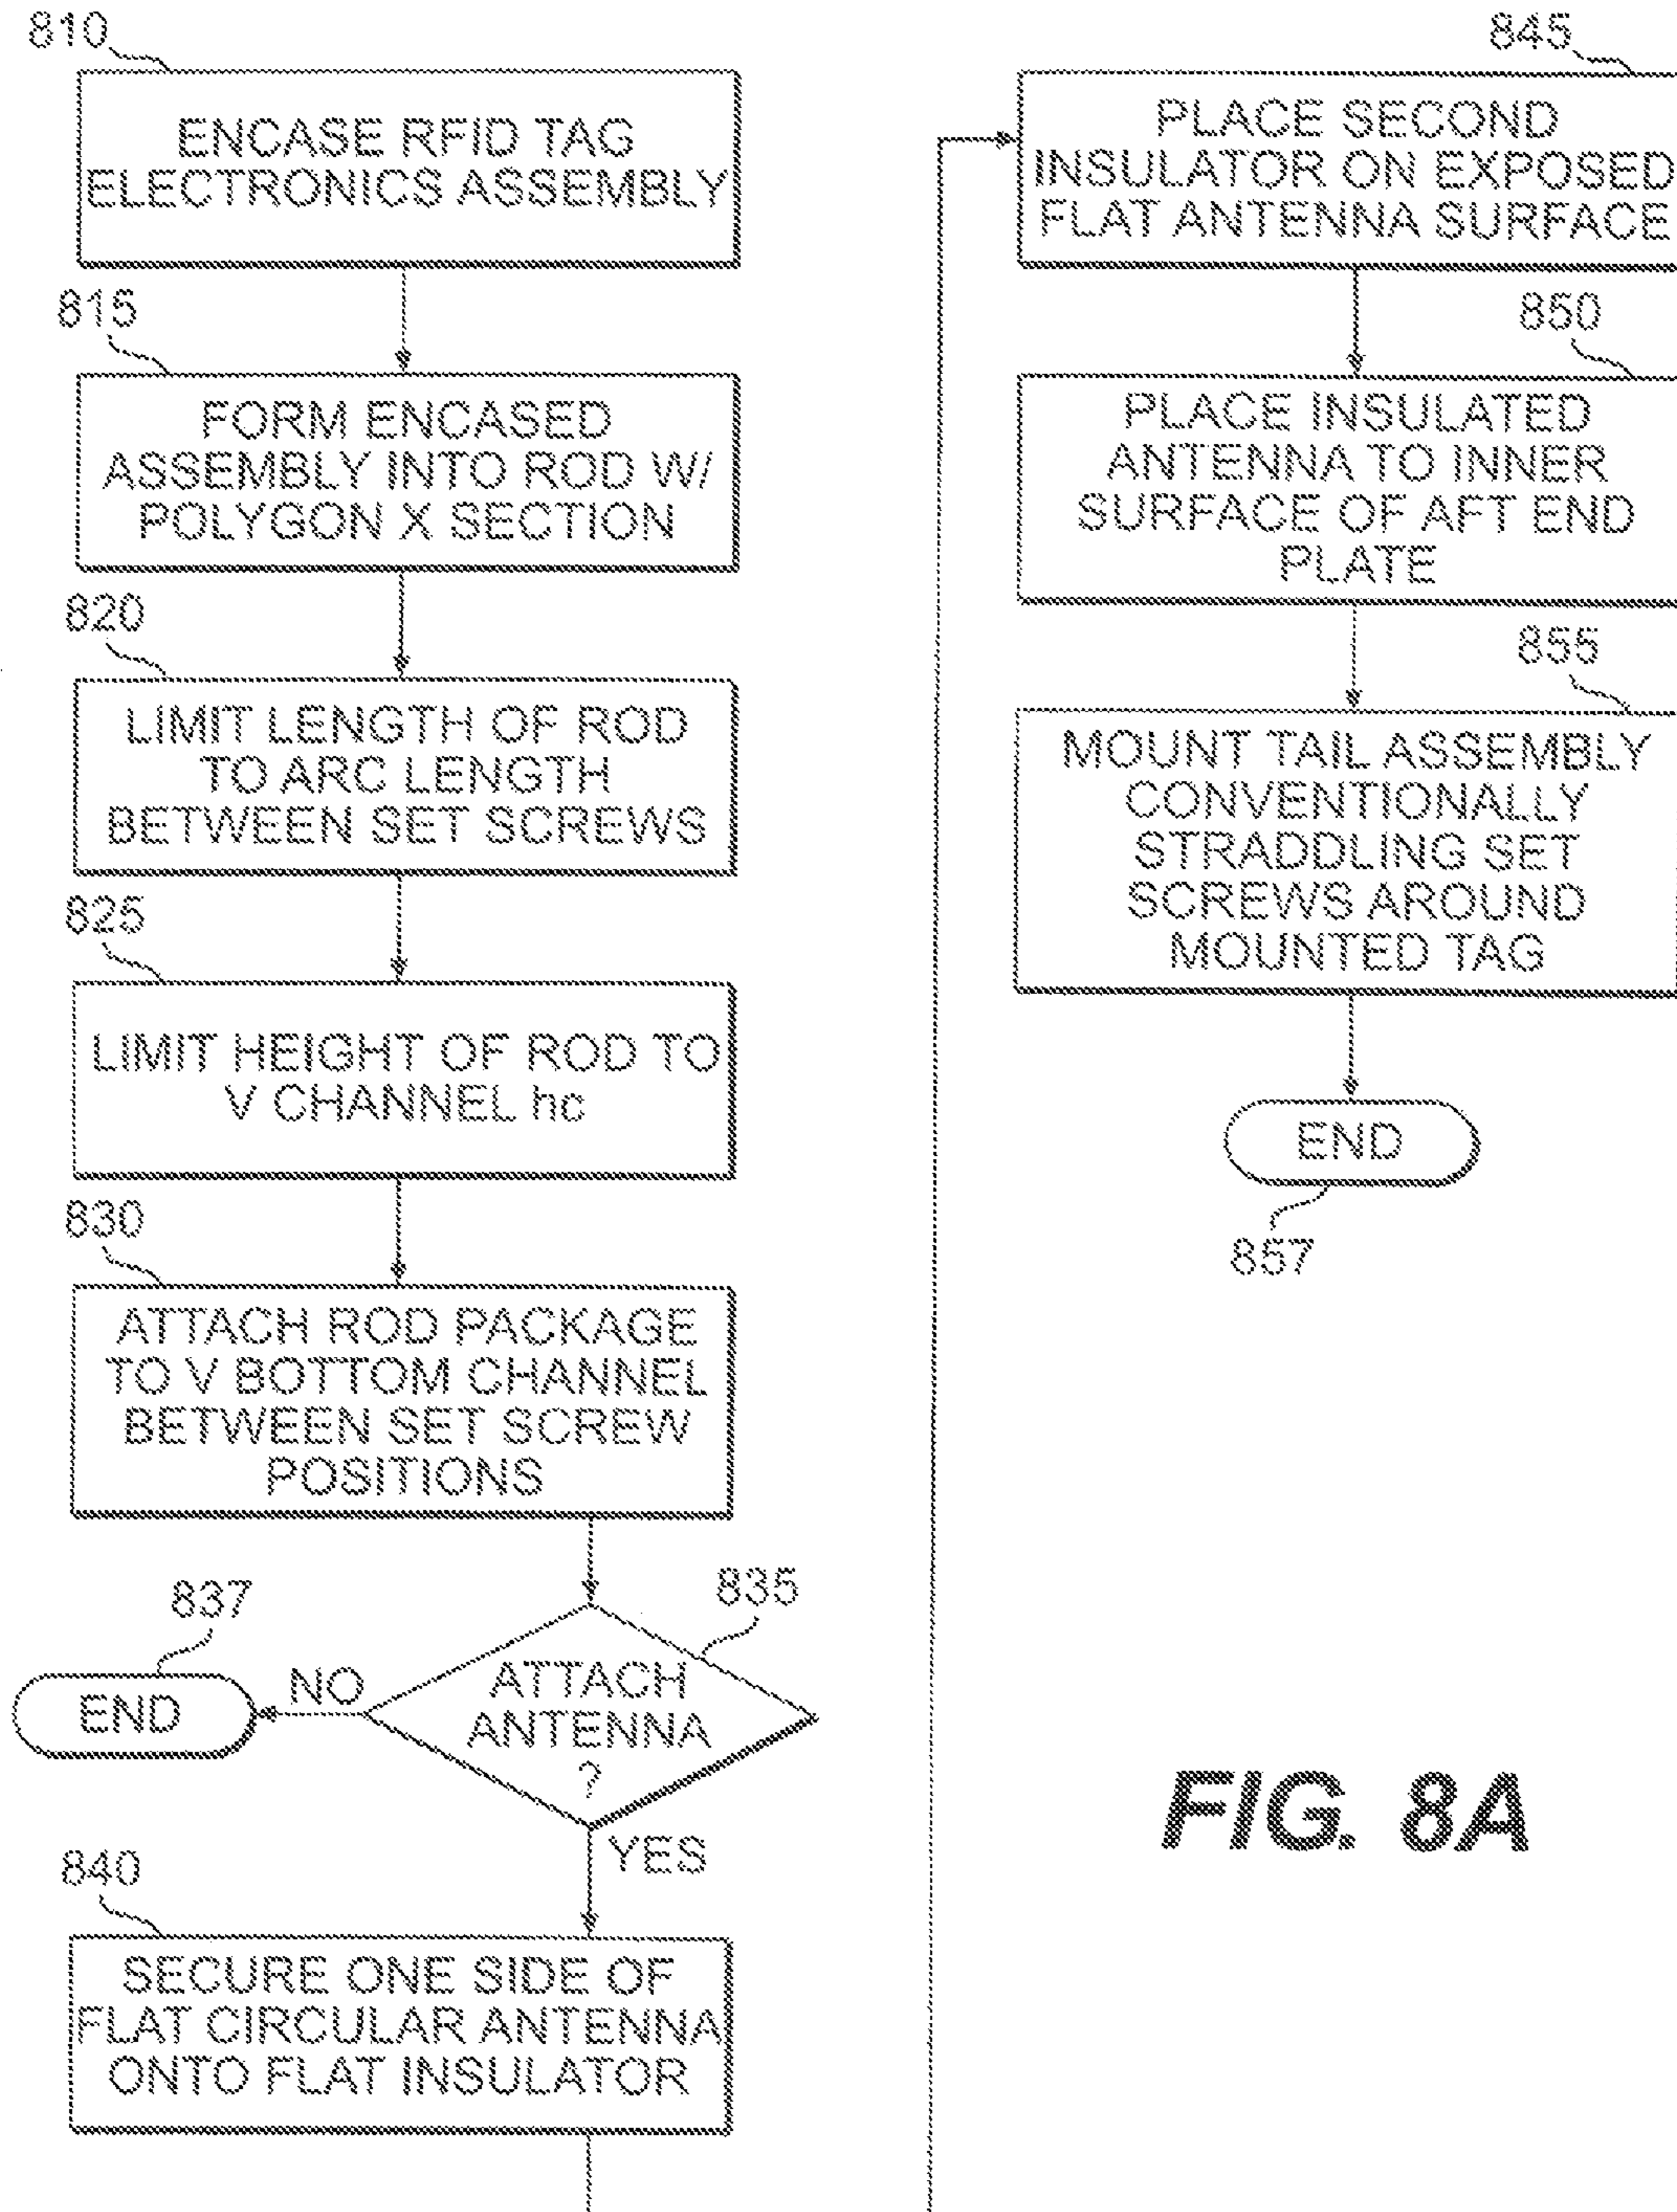 810
ENCASE RFID TAG
ELECTRONICS ASSEMBLY
815
FORM ENCASED
ASSEMBLY INTO ROD W/
POLYGON X SECTION
820
LIMIT LENGTH OF ROD
TO ARC LENGTH
BETWEEN SET SCREWS
825
LIMIT HEIGHT OF ROD TO
V CHANNEL hc
830
ATTACH ROD PACKAGE
TO V BOTTOM CHANNEL
BETWEEN SET SCREW
POSITIONS
837
835
END
NO
ATTACH
ANTENNA
?
YES
840
SECURE ONE SIDE OF
FLAT CIRCULAR ANTENNA
ONTO FLAT INSULATOR
845
PLACE SECOND
INSULATOR ON EXPOSED
FLAT ANTENNA SURFACE
850
PLACE INSULATED
ANTENNA TO INNER
SURFACE OF AFT END
PLATE
855
MOUNT TAIL ASSEMBLY
CONVENTIONALLY
STRADDLING SET
SCREWS AROUND
MOUNTED TAG
END
857
FIG. 8A